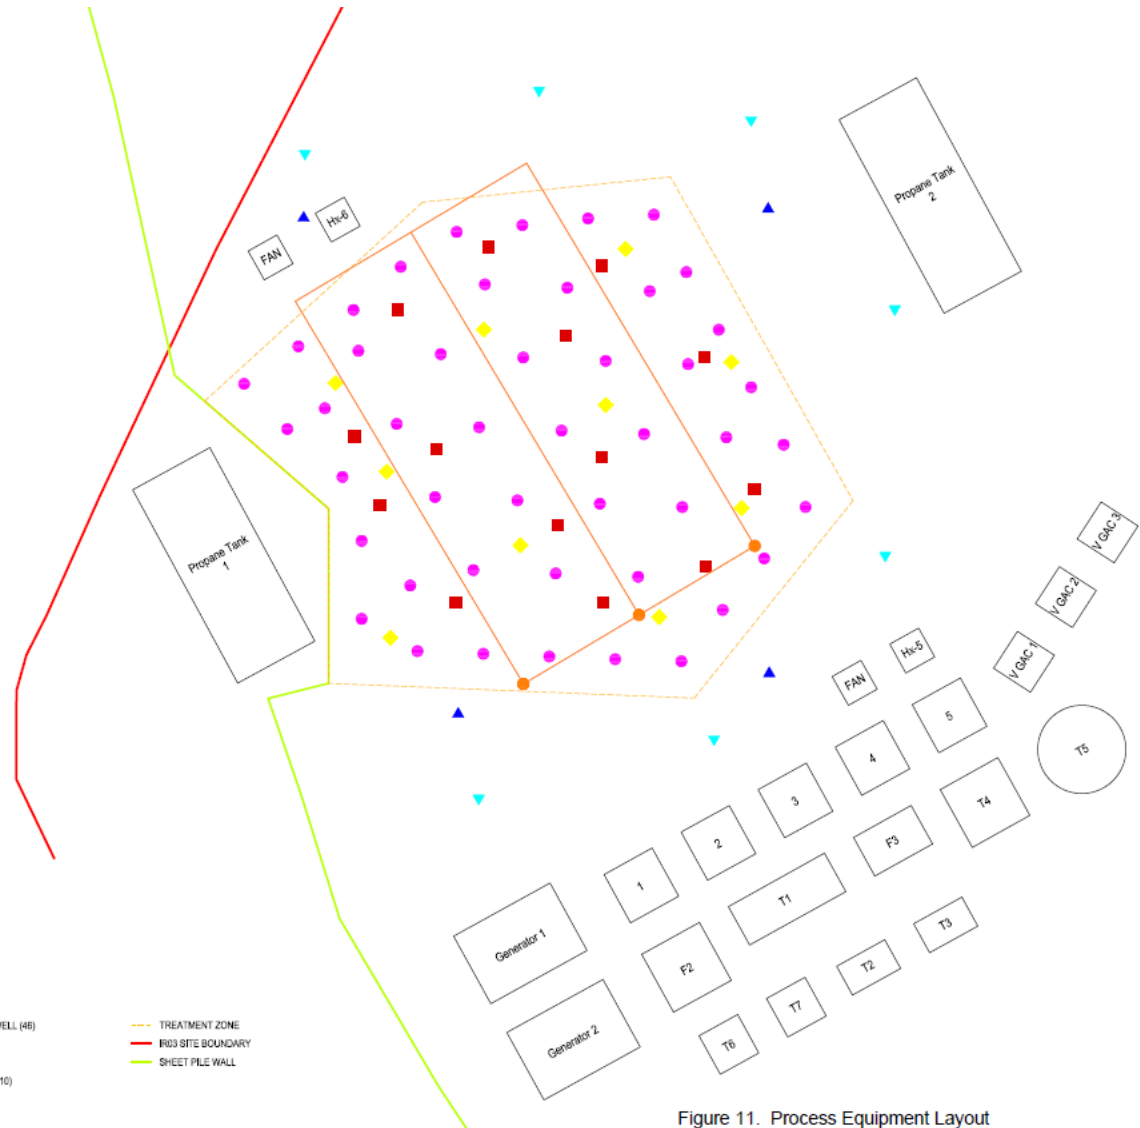 Propane Tank
2
Hx-6
FAN
V GAC 3
Propane Tank
1
V GAC 2
V GAC 1
Hx-5
FAN
5
T5
4
3
T4
2
F3
1
T1
T3
Generator 1
F2
T2
T7
Generator 2
T6
ELL (46)
TREATMENT ZONE
IR03 SITE BOUNDARY
SHEET PILE WALL
10)
Figure 11. Process Equipment Layout